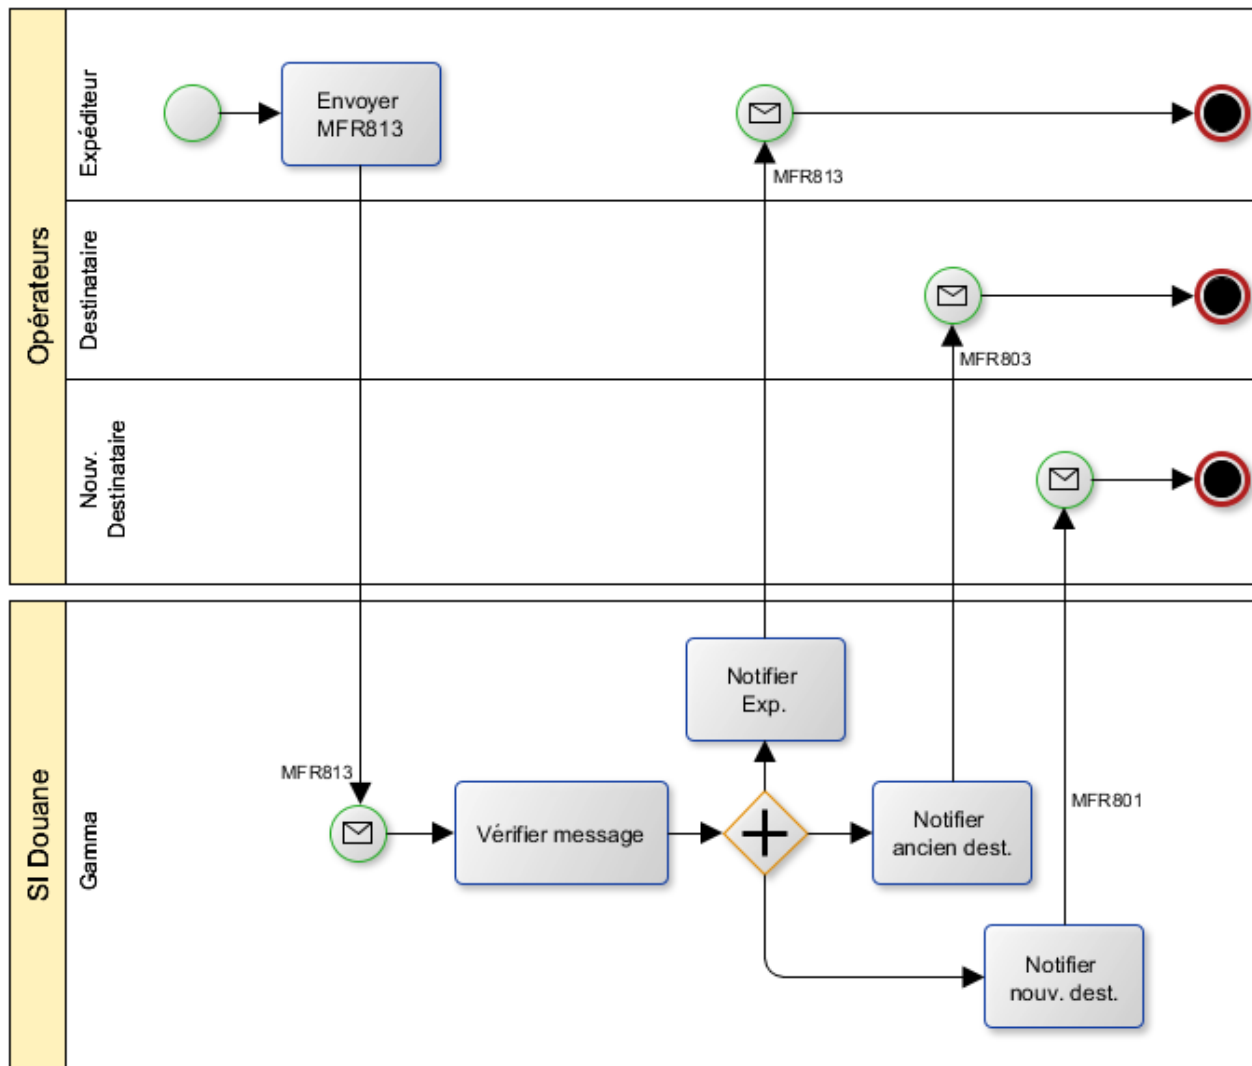 Opérateurs
Expéditeur
Envoyer
MFR813
MFR813
Destinataire
MFR803
Nouv.
Destinataire
SI Douane
Gamma
MFR813
Vérifier message
Notifier
Exp.
Notifier
ancien dest.
MFR801
Notifier
nouv. dest.